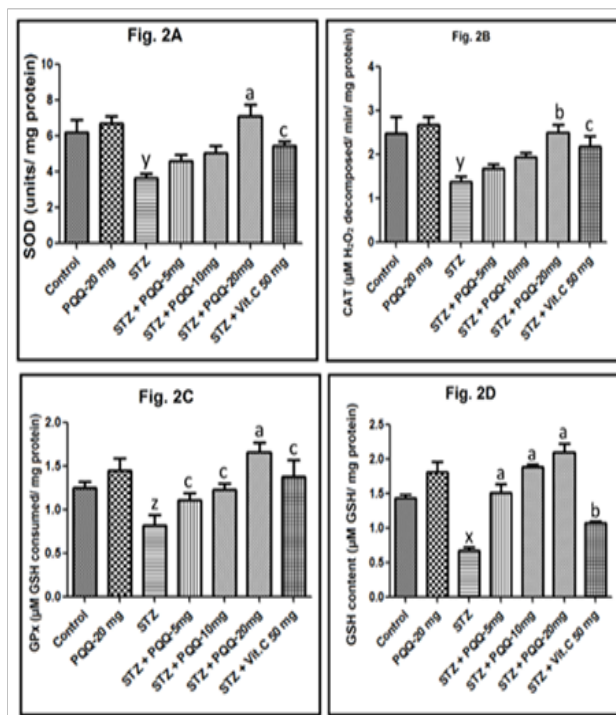 Fig. 2A
SOD (units/ mg protein)
10
8
6
4
2
0
y
a
c
Control
PQQ-20 mg
STZ
STZ + PQQ-5mg
STZ + PQQ-10mg
STZ + PQQ-20mg
STZ + Vit.C 50 mg
Fig. 2B
CAT (µM H₂O₂ decomposed/ min/ mg protein)
4
3
2
1
0
y
b
c
Control
PQQ-20 mg
STZ
STZ + PQQ-5mg
STZ + PQQ-10mg
STZ + PQQ-20mg
STZ + Vit.C 50 mg
Fig. 2C
GPx (µM GSH consumed/ mg protein)
2.0
1.5
1.0
0.5
0.0
z
c
c
a
c
Control
PQQ-20 mg
STZ
STZ + PQQ-5mg
STZ + PQQ-10mg
STZ + PQQ-20mg
STZ + Vit.C 50 mg
Fig. 2D
GSH content (µM GSH/ mg protein)
2.5
2.0
1.5
1.0
0.5
0.0
x
a
a
a
b
Control
PQQ-20 mg
STZ
STZ + PQQ-5mg
STZ + PQQ-10mg
STZ + PQQ-20mg
STZ + Vit.C 50 mg